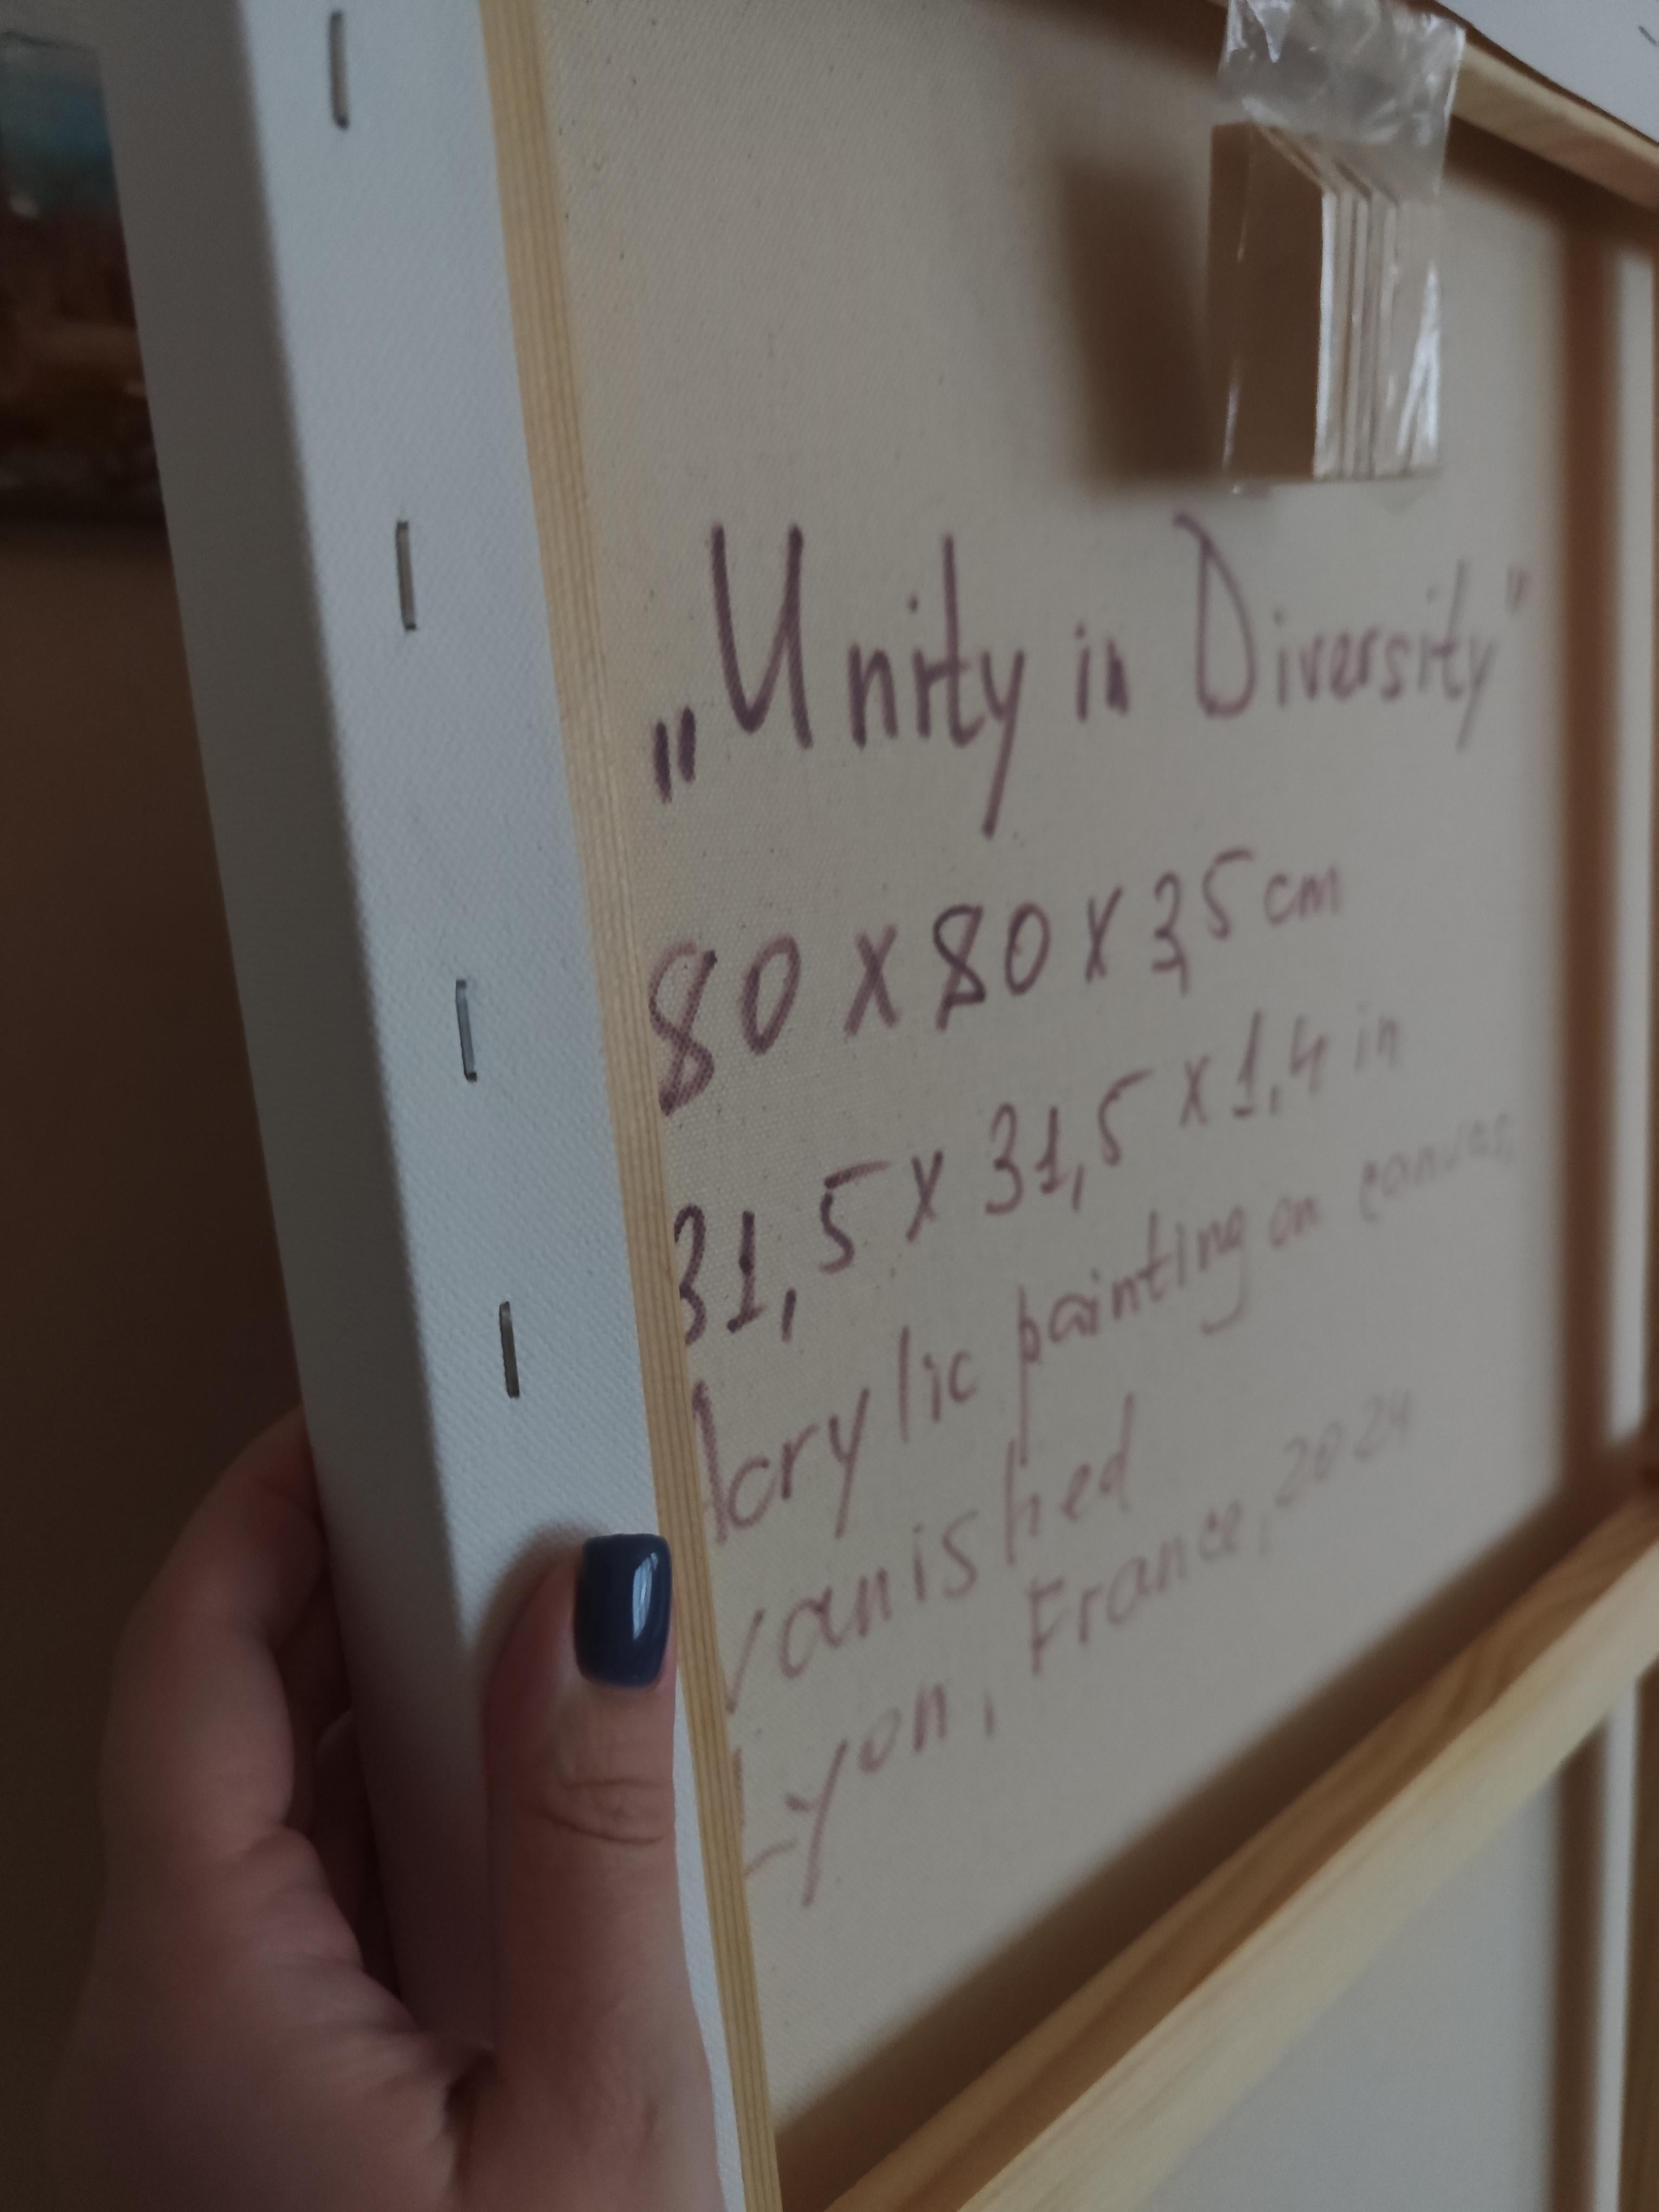 „Unity in Diversity"
80 x 80 x 3,5 cm
31,5 x 31,5 x 1,4 in
Acrylic painting on canvas,
vanished
Lyon, France, 2024